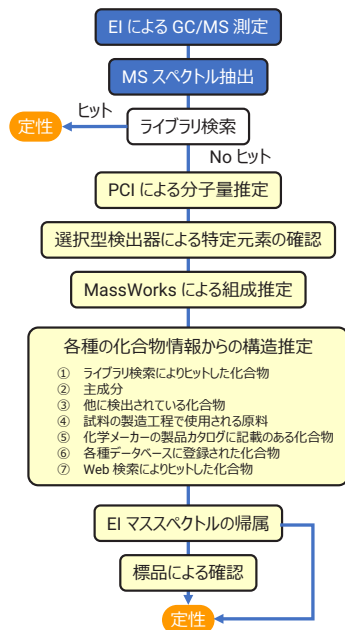 EI による GC/MS 測定
MS スペクトル抽出
ヒット
定性
ライブラリ検索
No ヒット
PCI による分子量推定
選択型検出器による特定元素の確認
MassWorks による組成推定
各種の化合物情報からの構造推定
① ライブラリ検索によりヒットした化合物
② 主成分
③ 他に検出されている化合物
④ 試料の製造工程で使用される原料
⑤ 化学メーカーの製品カタログに記載のある化合物
⑥ 各種データベースに登録された化合物
⑦ Web 検索によりヒットした化合物
EI マススペクトルの帰属
標品による確認
定性